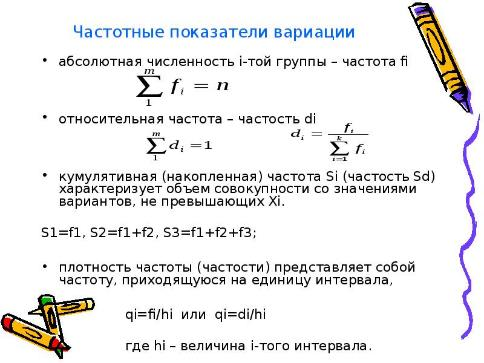 Частотные показатели вариации
• абсолютная численность i-той группы – частота fi
\sum_{1}^{m} f_i = n
• относительная частота – частость di
\sum_{1}^{m} d_i = 1   d_i = \frac{f_i}{\sum_{i=1}^{k} f_i}
• кумулятивная (накопленная) частота Si (частость Sd)
характеризует объем совокупности со значениями
вариантов, не превышающих Xi.
S1=f1, S2=f1+f2, S3=f1+f2+f3;
• плотность частоты (частости) представляет собой
частоту, приходящуюся на единицу интервала,
qi=fi/hi или qi=di/hi
где hi – величина i-того интервала.